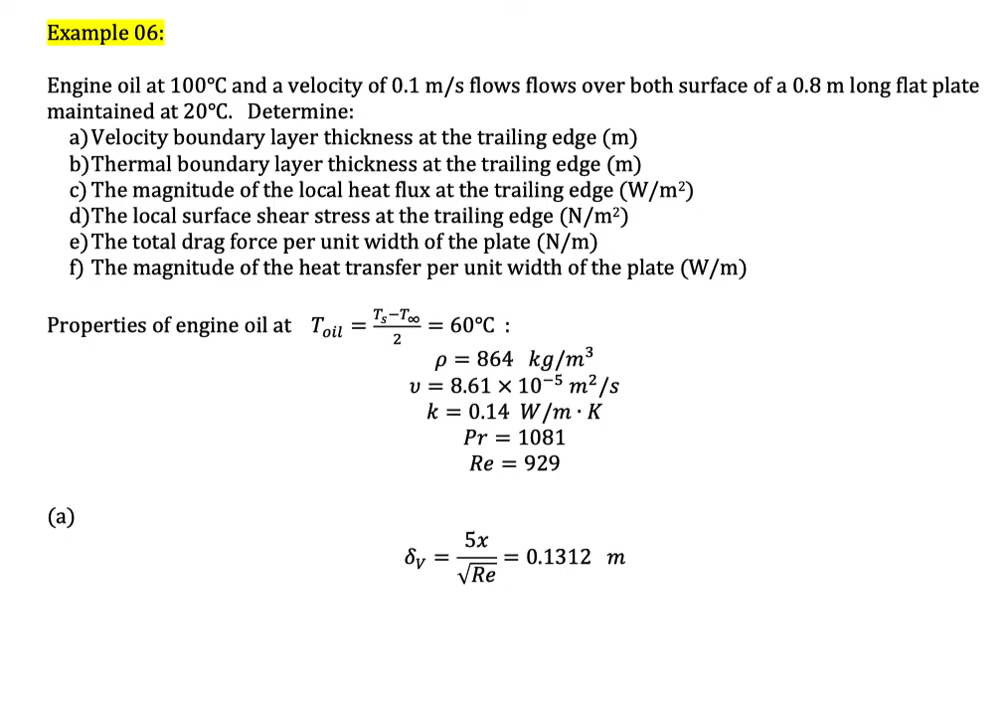 Example 06:
Engine oil at 100°C and a velocity of 0.1 m/s flows flows over both surface of a 0.8 m long flat plate
maintained at 20°C. Determine:
a) Velocity boundary layer thickness at the trailing edge (m)
b) Thermal boundary layer thickness at the trailing edge (m)
c) The magnitude of the local heat flux at the trailing edge (W/m²)
d) The local surface shear stress at the trailing edge (N/m²)
e) The total drag force per unit width of the plate (N/m)
f) The magnitude of the heat transfer per unit width of the plate (W/m)
Properties of engine oil at T_oil = (T_s−T_∞)/2 = 60°C :
ρ = 864 kg/m³
υ = 8.61 × 10⁻⁵ m²/s
k = 0.14 W/m · K
Pr = 1081
Re = 929
(a)
δ_V = 5x/√Re = 0.1312 m